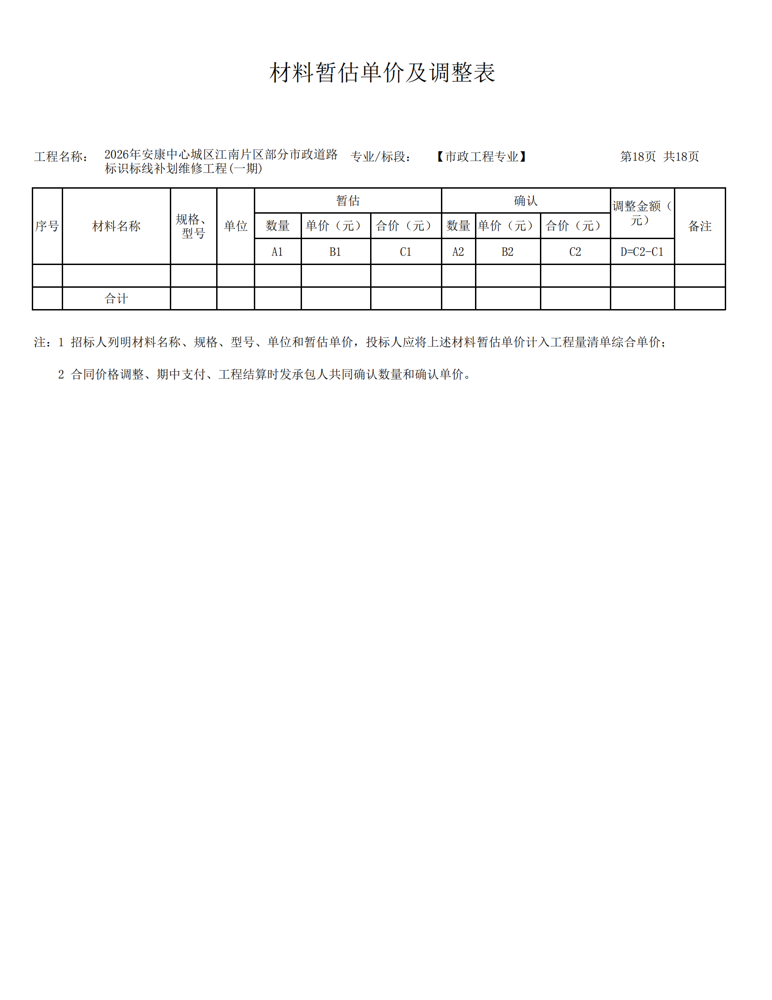 材料暂估单价及调整表
工程名称： 2026年安康中心城区江南片区部分市政道路标识标线补划维修工程(一期) 专业/标段： 【市政工程专业】 第18页 共18页
序号 材料名称 规格、型号 单位 暂估 确认 调整金额（元） 备注
数量 单价（元） 合价（元） 数量 单价（元） 合价（元）
A1 B1 C1 A2 B2 C2 D=C2-C1
合计
注：1 招标人列明材料名称、规格、型号、单位和暂估单价，投标人应将上述材料暂估单价计入工程量清单综合单价；
2 合同价格调整、期中支付、工程结算时发承包人共同确认数量和确认单价。